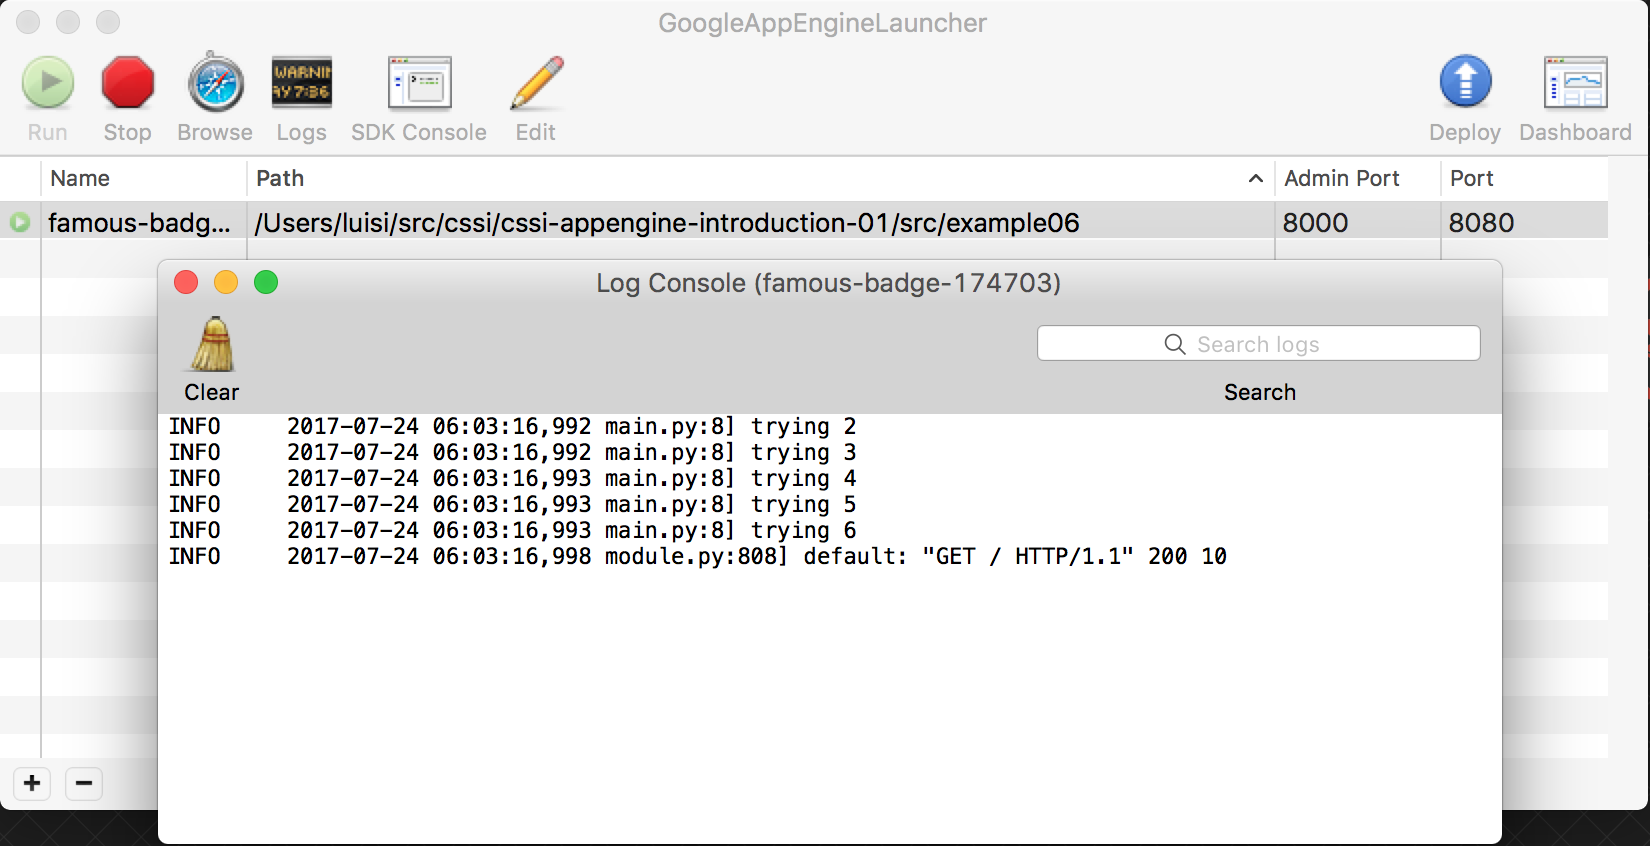 GoogleAppEngineLauncher
WARNIN
AY 7:36
Run Stop Browse Logs SDK Console Edit Deploy Dashboard
Name Path Admin Port Port
famous-badg... /Users/luisi/src/cssi/cssi-appengine-introduction-01/src/example06 8000 8080
Log Console (famous-badge-174703)
Search logs
Clear Search
INFO 2017-07-24 06:03:16,992 main.py:8] trying 2
INFO 2017-07-24 06:03:16,992 main.py:8] trying 3
INFO 2017-07-24 06:03:16,993 main.py:8] trying 4
INFO 2017-07-24 06:03:16,993 main.py:8] trying 5
INFO 2017-07-24 06:03:16,993 main.py:8] trying 6
INFO 2017-07-24 06:03:16,998 module.py:808] default: "GET / HTTP/1.1" 200 10
+ −